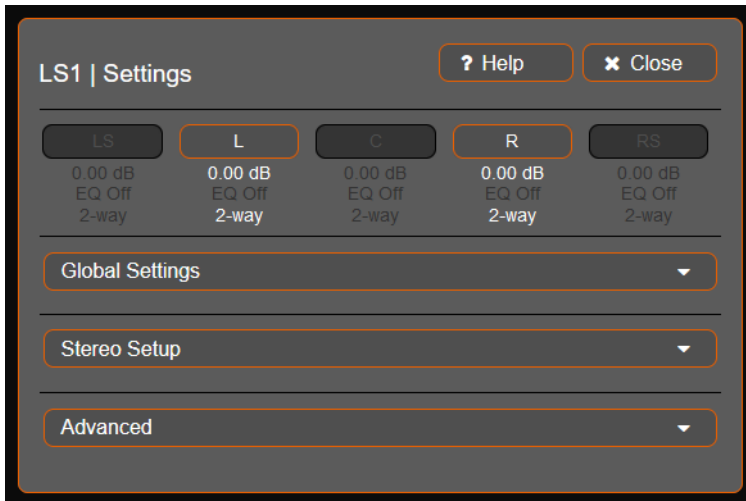 LS1 | Settings
? Help
✖ Close
LS L C R RS
0.00 dB 0.00 dB 0.00 dB 0.00 dB 0.00 dB
EQ Off EQ Off EQ Off EQ Off EQ Off
2-way 2-way 2-way 2-way 2-way
Global Settings
Stereo Setup
Advanced